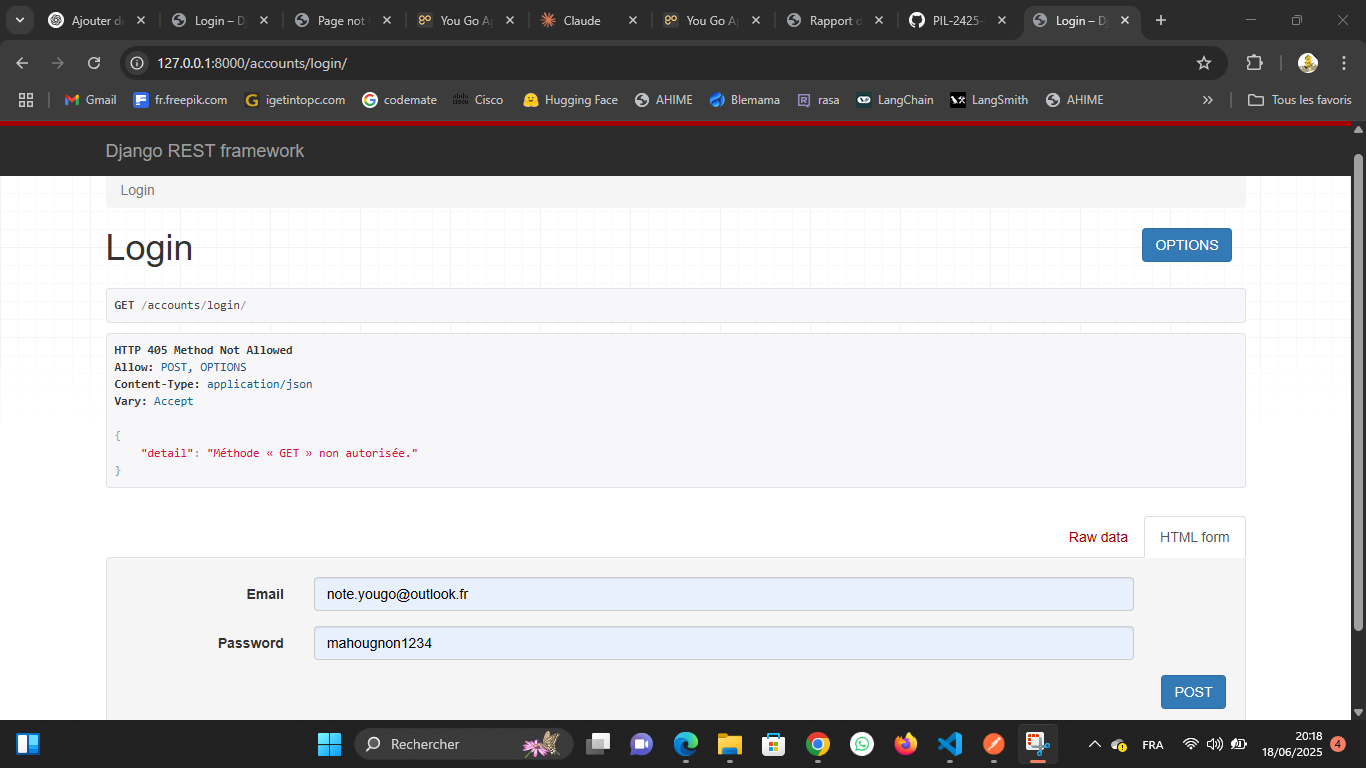 Ajouter d
Login – D
Page not
You Go A
Claude
You Go A
Rapport d
PIL-2425-
Login – D
127.0.0.1:8000/accounts/login/
Gmail
fr.freepik.com
igetintopc.com
codemate
Cisco
Hugging Face
AHIME
Blemama
rasa
LangChain
LangSmith
AHIME
»
Tous les favoris
Django REST framework
Login
Login
OPTIONS
GET /accounts/login/
HTTP 405 Method Not Allowed
Allow: POST, OPTIONS
Content-Type: application/json
Vary: Accept
{
"detail": "Méthode « GET » non autorisée."
}
Raw data
HTML form
Email
note.yougo@outlook.fr
Password
mahougnon1234
POST
Rechercher
FRA
20:18
18/06/2025
4